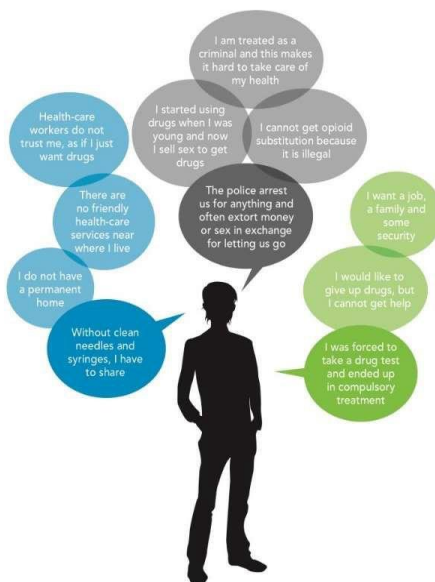 I am treated as a
criminal and this makes
it hard to take care of
my health
Health-care
workers do not
trust me, as if I just
want drugs
I started using
drugs when I was
young and now
I sell sex to get
drugs
I cannot get opioid
substitution because
it is illegal
There are
no friendly
health-care
services near
where I live
The police arrest
us for anything and
often extort money
or sex in exchange
for letting us go
I want a job,
a family and
some
security
I do not have
a permanent
home
I would like to
give up drugs, but
I cannot get help
Without clean
needles and
syringes, I have
to share
I was forced to
take a drug test
and ended up
in compulsory
treatment